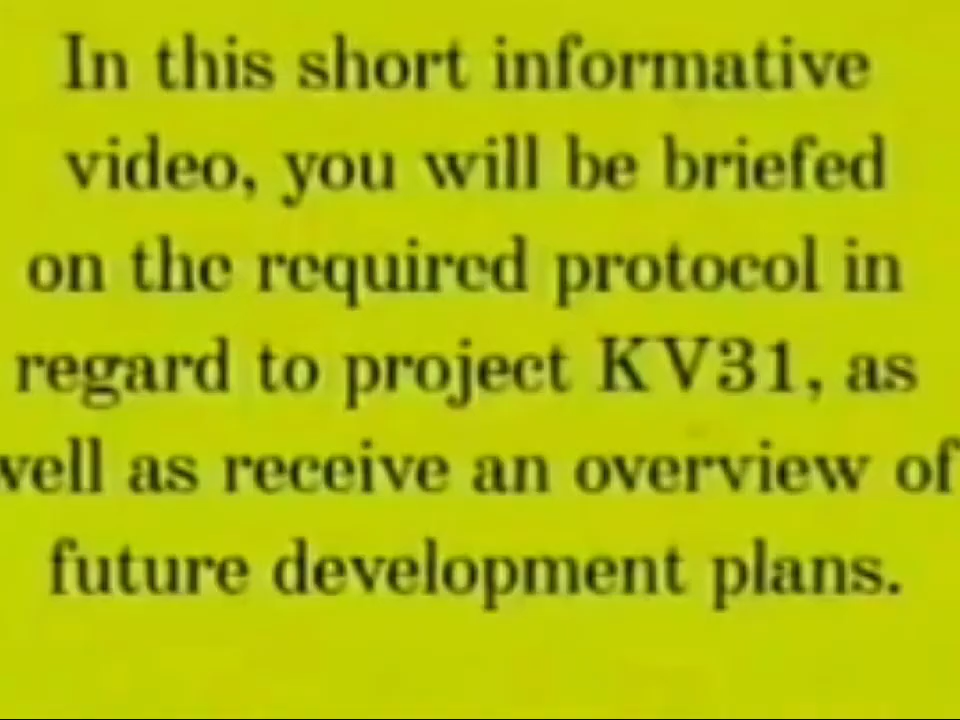 In this short informative
video, you will be briefed
on the required protocol in
regard to project KV31, as
well as receive an overview of
future development plans.